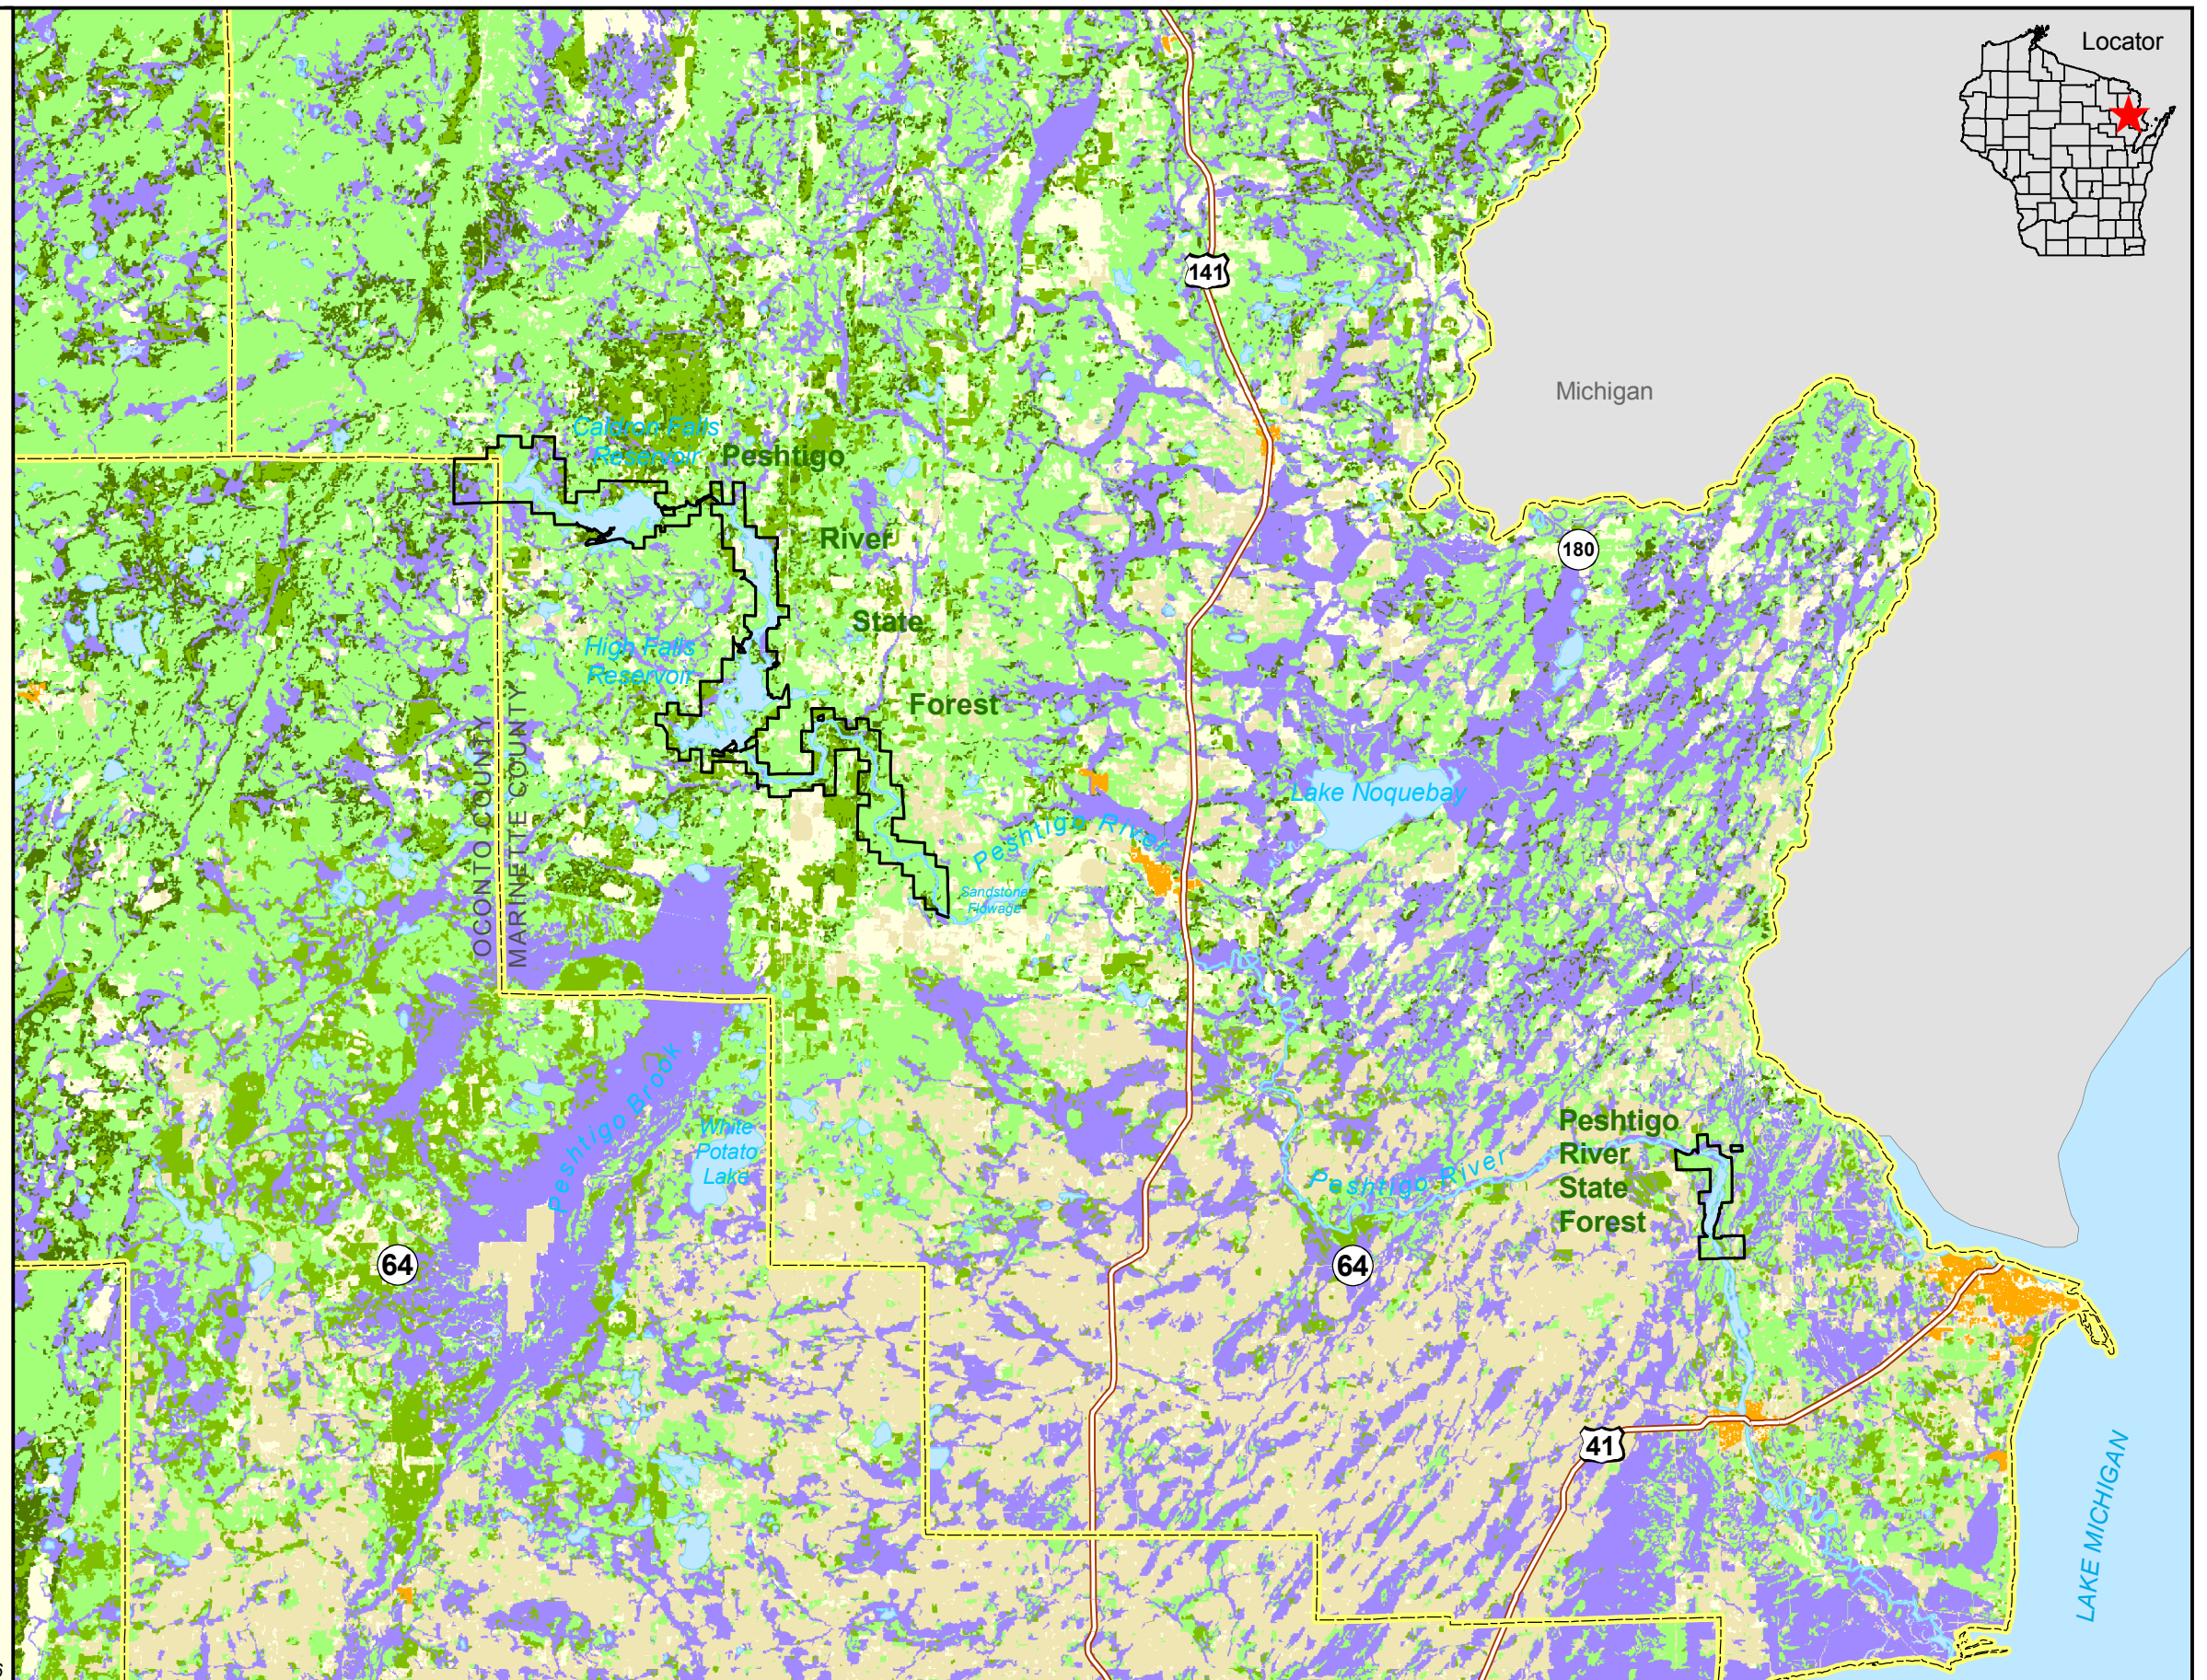 Locator
141
Michigan
Caldron Falls
Reservoir
Peshtigo
River
State
Forest
180
High Falls
Reservoir
OCONTO COUNTY
MARINETTE COUNTY
Lake Noquebay
Peshtigo River
Sandstone
Flowage
Peshtigo Brook
White
Potato
Lake
Peshtigo River
Peshtigo
River
State
Forest
64
64
41
LAKE MICHIGAN